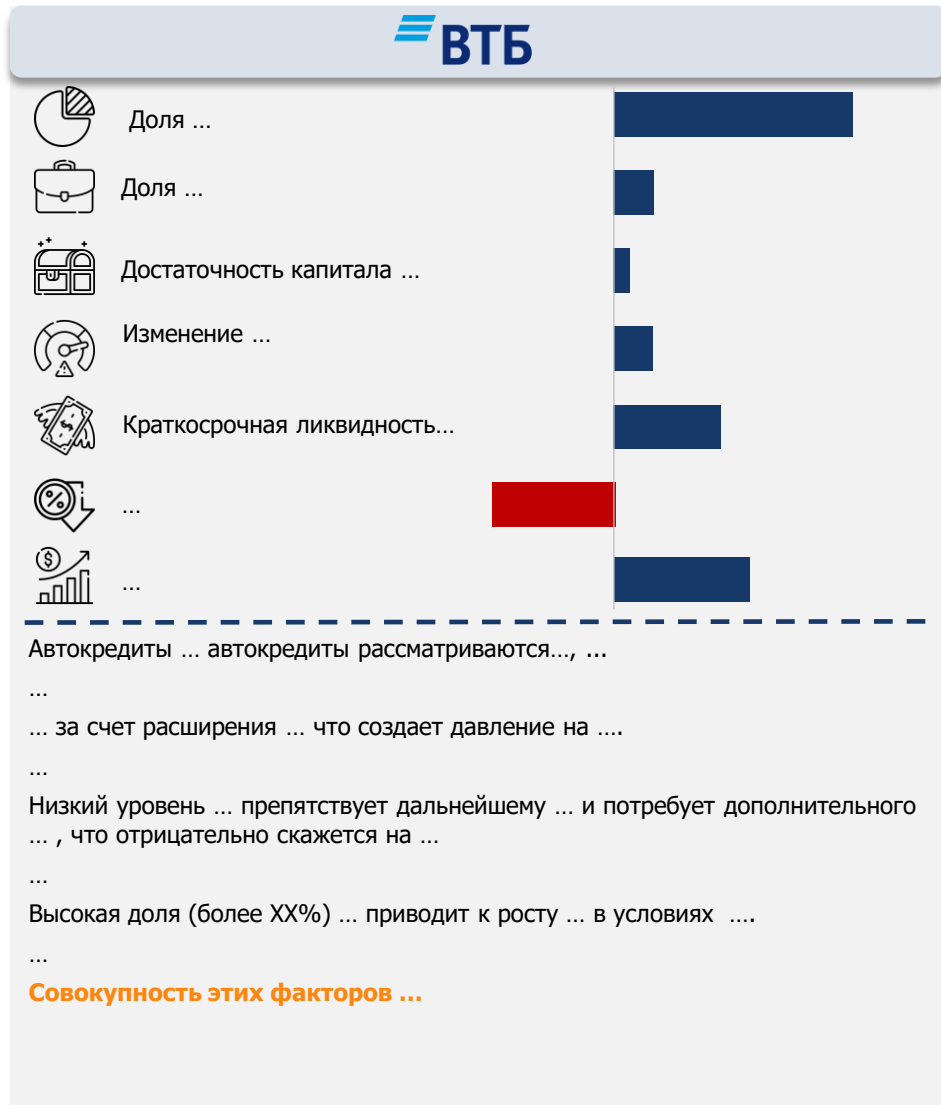 ВТБ
Доля …
Доля …
Достаточность капитала …
Изменение …
Краткосрочная ликвидность…
…
…
Автокредиты … автокредиты рассматриваются…, …
…
… за счет расширения … что создает давление на ….
…
Низкий уровень … препятствует дальнейшему … и потребует дополнительного
… , что отрицательно скажется на …
…
Высокая доля (более XX%) … приводит к росту … в условиях ….
…
Совокупность этих факторов …